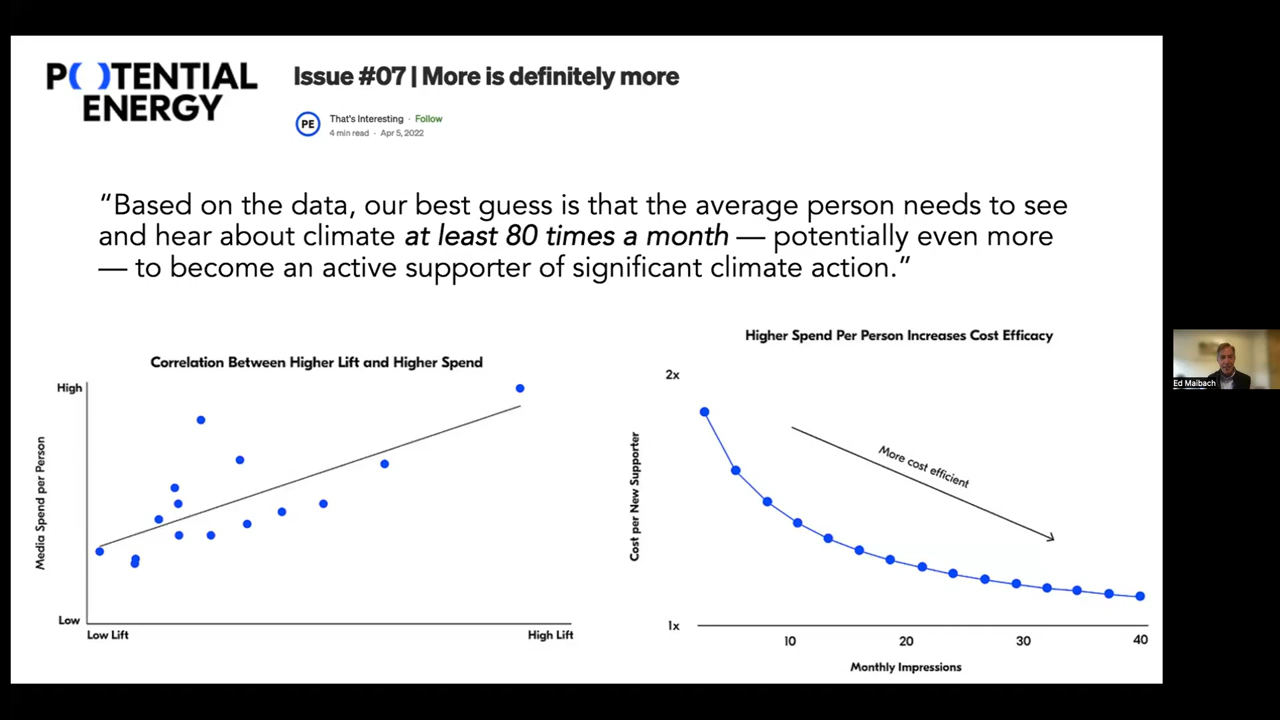 P( )TENTIAL
ENERGY
Issue #07 | More is definitely more
PE
That's Interesting · Follow
4 min read · Apr 5, 2022
“Based on the data, our best guess is that the average person needs to see
and hear about climate at least 80 times a month — potentially even more
— to become an active supporter of significant climate action.”
Correlation Between Higher Lift and Higher Spend
High
Media Spend per Person
Low
Low Lift
High Lift
Higher Spend Per Person Increases Cost Efficacy
2x
Cost per New Supporter
More cost efficient
1x
10
20
30
40
Monthly Impressions
Ed Maibach